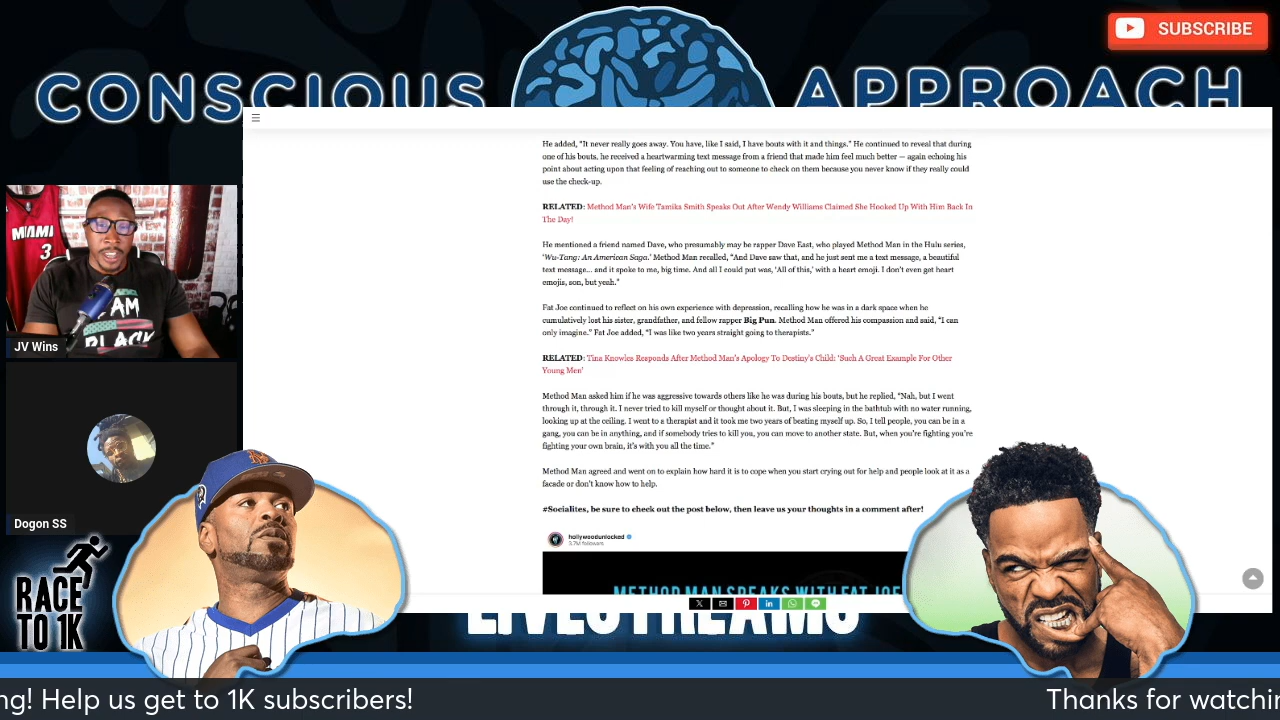 SUBSCRIBE
CONSCIOUS
APPROACH
He added, “It never really goes away. You have, like I said, I have bouts with it and things.” He continued to reveal that during
one of his bouts, he received a heartwarming text message from a friend that made him feel much better — again echoing his
point about acting upon that feeling of reaching out to someone to check on them because you never know if they really could
use the check-up.
RELATED: Method Man’s Wife Tamika Smith Speaks Out After Wendy Williams Claimed She Hooked Up With Him Back In
The Day!
He mentioned a friend named Dave, who presumably may be rapper Dave East, who played Method Man in the Hulu series,
‘Wu-Tang: An American Saga.’ Method Man recalled, “And Dave saw that, and he just sent me a text message, a beautiful
text message… and it spoke to me, big time. And all I could put was, ‘All of this,’ with a heart emoji. I don’t even get heart
emojis, son, but yeah.”
Fat Joe continued to reflect on his own experience with depression, recalling how he was in a dark space when he
cumulatively lost his sister, grandfather, and fellow rapper Big Pun. Method Man offered his compassion and said, “I can
only imagine.” Fat Joe added, “I was like two years straight going to therapists.”
RELATED: Tina Knowles Responds After Method Man’s Apology To Destiny’s Child: ‘Such A Great Example For Other
Young Men’
Method Man asked him if he was aggressive towards others like he was during his bouts, but he replied, “Nah, but I went
through it, through it. I never tried to kill myself or thought about it. But, I was sleeping in the bathtub with no water running,
looking up at the ceiling. I went to a therapist and it took me two years of beating myself up. So, I tell people, you can be in a
gang, you can be in anything, and if somebody tries to kill you, you can move to another state. But, when you’re fighting you’re
fighting your own brain, it’s with you all the time.”
Method Man agreed and went on to explain how hard it is to cope when you start crying out for help and people look at it as a
facade or don’t know how to help.
#Socialites, be sure to check out the post below, then leave us your thoughts in a comment after!
hollywoodunlocked
3.7M followers
METHOD MAN SPEAKS WITH FAT JOE
MIAMI
3
AM
BLACK
JV Wins
on SS
RACE
TO 1K
LIVESTREAMS
ng! Help us get to 1K subscribers!
Thanks for watchin